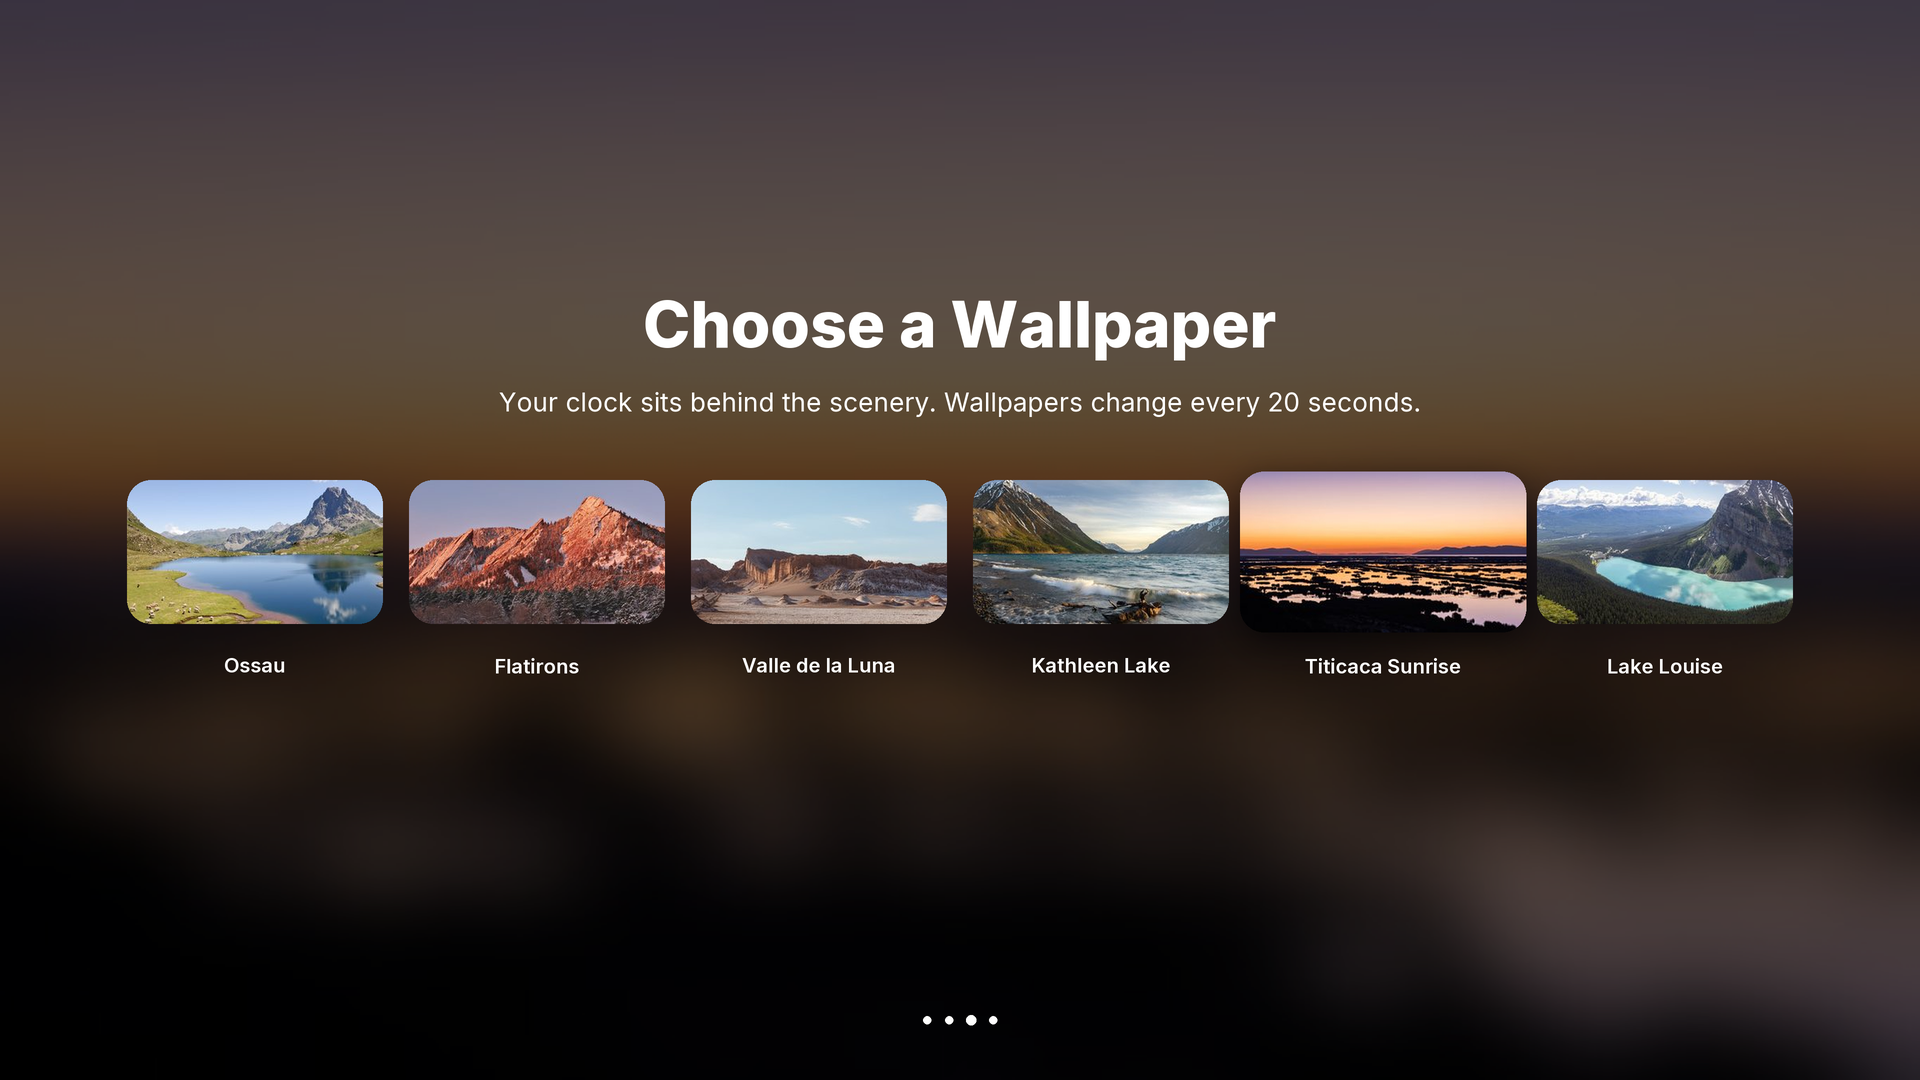 Choose a Wallpaper
Your clock sits behind the scenery. Wallpapers change every 20 seconds.
Ossau
Flatirons
Valle de la Luna
Kathleen Lake
Titicaca Sunrise
Lake Louise